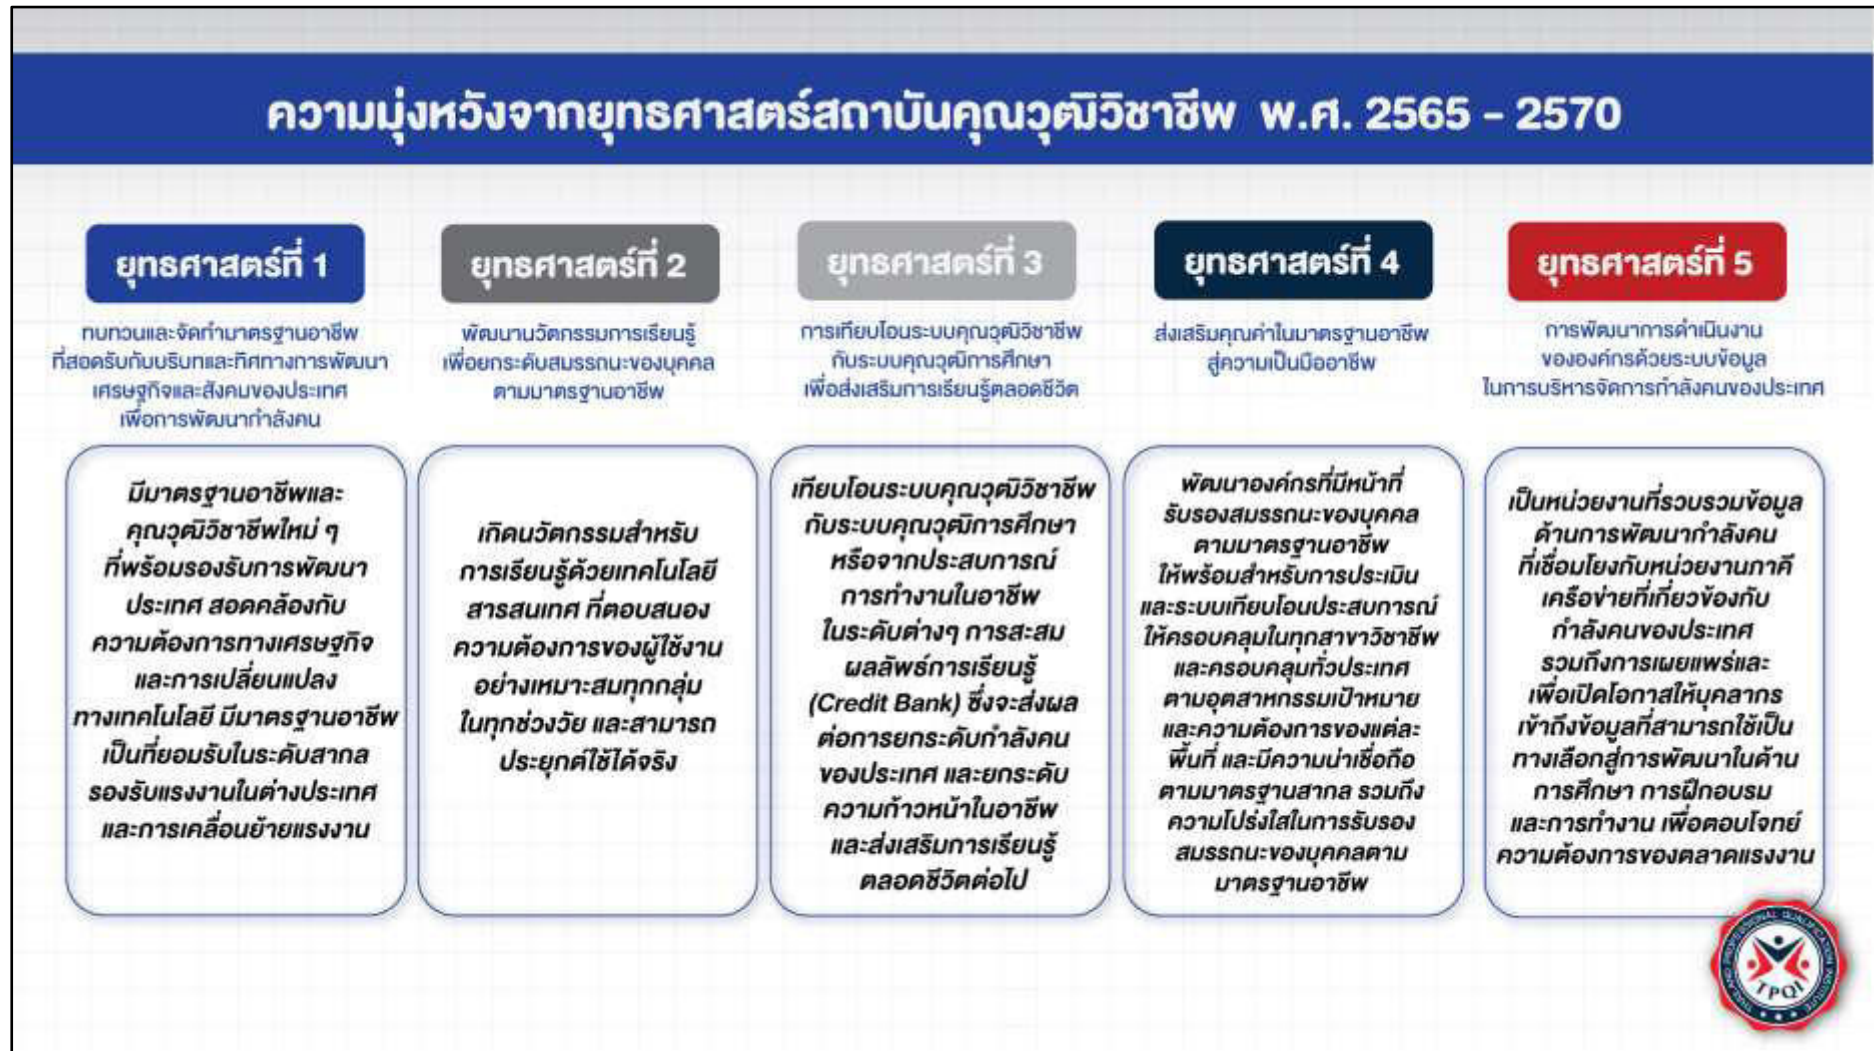 ความมุ่งหวังจากยุทธศาสตร์สถาบันคุณวุฒิวิชาชีพ พ.ศ. 2565 - 2570
ยุทธศาสตร์ที่ 1
ทบทวนและจัดทำมาตรฐานอาชีพ
ที่สอดรับกับบริบทและทิศทางการพัฒนา
เศรษฐกิจและสังคมของประเทศ
เพื่อการพัฒนากำลังคน
มีมาตรฐานอาชีพและ
คุณวุฒิวิชาชีพใหม่ ๆ
ที่พร้อมรองรับการพัฒนา
ประเทศ สอดคล้องกับ
ความต้องการทางเศรษฐกิจ
และการเปลี่ยนแปลง
ทางเทคโนโลยี มีมาตรฐานอาชีพ
เป็นที่ยอมรับในระดับสากล
รองรับแรงงานในต่างประเทศ
และการเคลื่อนย้ายแรงงาน
ยุทธศาสตร์ที่ 2
พัฒนานวัตกรรมการเรียนรู้
เพื่อยกระดับสมรรถนะของบุคคล
ตามมาตรฐานอาชีพ
เกิดนวัตกรรมสำหรับ
การเรียนรู้ด้วยเทคโนโลยี
สารสนเทศ ที่ตอบสนอง
ความต้องการของผู้ใช้งาน
อย่างเหมาะสมทุกกลุ่ม
ในทุกช่วงวัย และสามารถ
ประยุกต์ใช้ได้จริง
ยุทธศาสตร์ที่ 3
การเทียบโอนระบบคุณวุฒิวิชาชีพ
กับระบบคุณวุฒิการศึกษา
เพื่อส่งเสริมการเรียนรู้ตลอดชีวิต
เทียบโอนระบบคุณวุฒิวิชาชีพ
กับระบบคุณวุฒิการศึกษา
หรือจากประสบการณ์
การทำงานในอาชีพ
ในระดับต่างๆ การสะสม
ผลลัพธ์การเรียนรู้
(Credit Bank) ซึ่งจะส่งผล
ต่อการยกระดับกำลังคน
ของประเทศ และยกระดับ
ความก้าวหน้าในอาชีพ
และส่งเสริมการเรียนรู้
ตลอดชีวิตต่อไป
ยุทธศาสตร์ที่ 4
ส่งเสริมคุณค่าในมาตรฐานอาชีพ
สู่ความเป็นมืออาชีพ
พัฒนาองค์กรที่มีหน้าที่
รับรองสมรรถนะของบุคคล
ตามมาตรฐานอาชีพ
ให้พร้อมสำหรับการประเมิน
และระบบเทียบโอนประสบการณ์
ให้ครอบคลุมในทุกสาขาวิชาชีพ
และครอบคลุมทั่วประเทศ
ตามอุตสาหกรรมเป้าหมาย
และความต้องการของแต่ละ
พื้นที่ และมีความน่าเชื่อถือ
ตามมาตรฐานสากล รวมถึง
ความโปร่งใสในการรับรอง
สมรรถนะของบุคคลตาม
มาตรฐานอาชีพ
ยุทธศาสตร์ที่ 5
การพัฒนาการดำเนินงาน
ขององค์กรด้วยระบบข้อมูล
ในการบริหารจัดการกำลังคนของประเทศ
เป็นหน่วยงานที่รวบรวมข้อมูล
ด้านการพัฒนากำลังคน
ที่เชื่อมโยงกับหน่วยงานภาคี
เครือข่ายที่เกี่ยวข้องกับ
กำลังคนของประเทศ
รวมถึงการเผยแพร่และ
เพื่อเปิดโอกาสให้บุคลากร
เข้าถึงข้อมูลที่สามารถใช้เป็น
ทางเลือกสู่การพัฒนาในด้าน
การศึกษา การฝึกอบรม
และการทำงาน เพื่อตอบโจทย์
ความต้องการของตลาดแรงงาน
THAILAND PROFESSIONAL QUALIFICATION INSTITUTE
TPQI